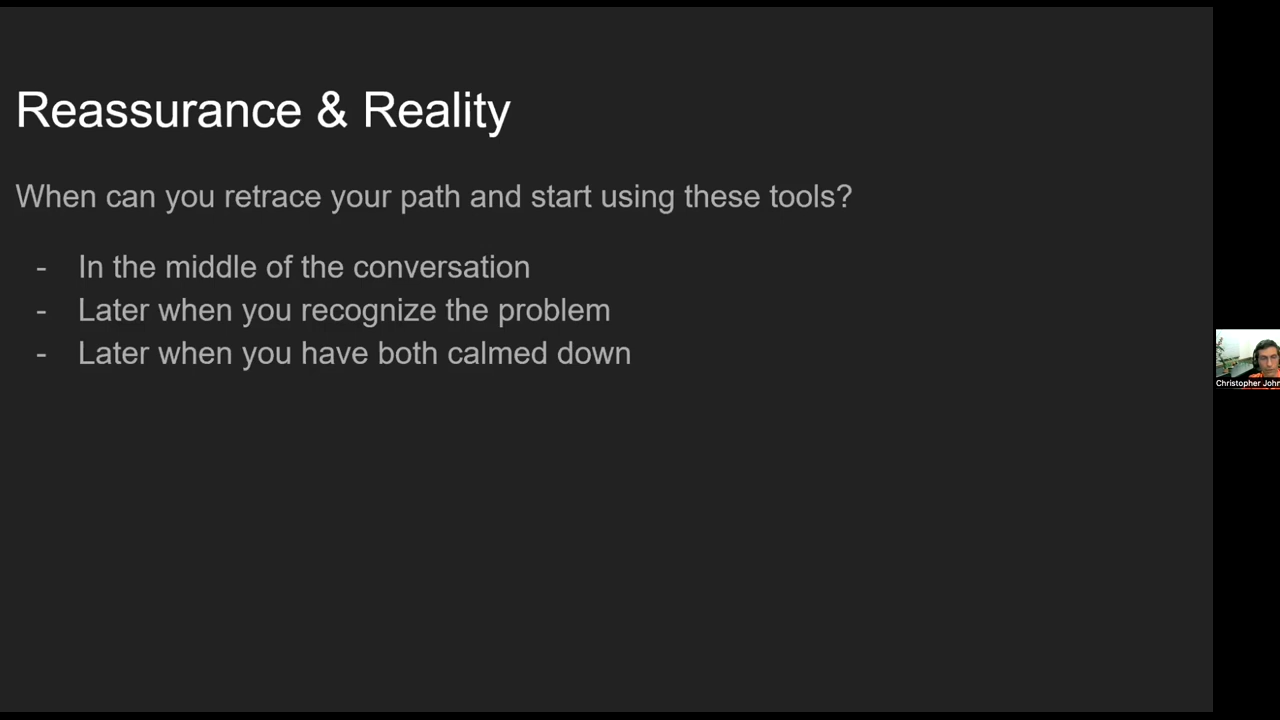 Reassurance & Reality
When can you retrace your path and start using these tools?
- In the middle of the conversation
- Later when you recognize the problem
- Later when you have both calmed down
Christopher John